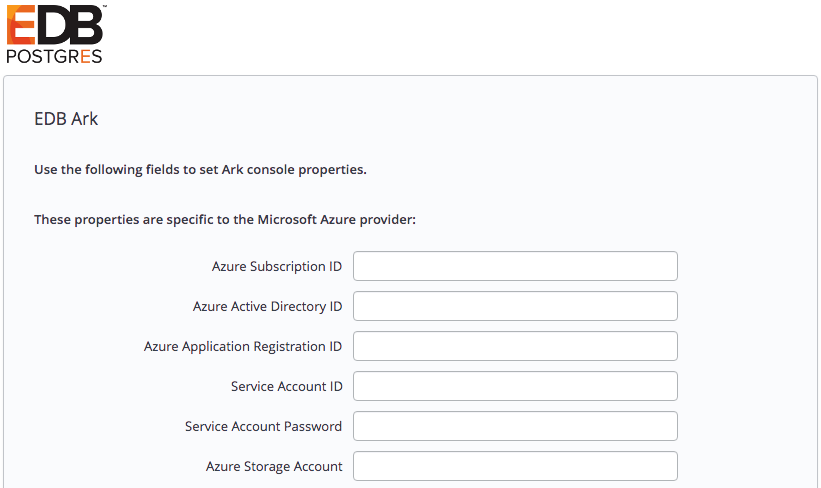 EDB™
POSTGRES
EDB Ark
Use the following fields to set Ark console properties.
These properties are specific to the Microsoft Azure provider:
Azure Subscription ID
Azure Active Directory ID
Azure Application Registration ID
Service Account ID
Service Account Password
Azure Storage Account